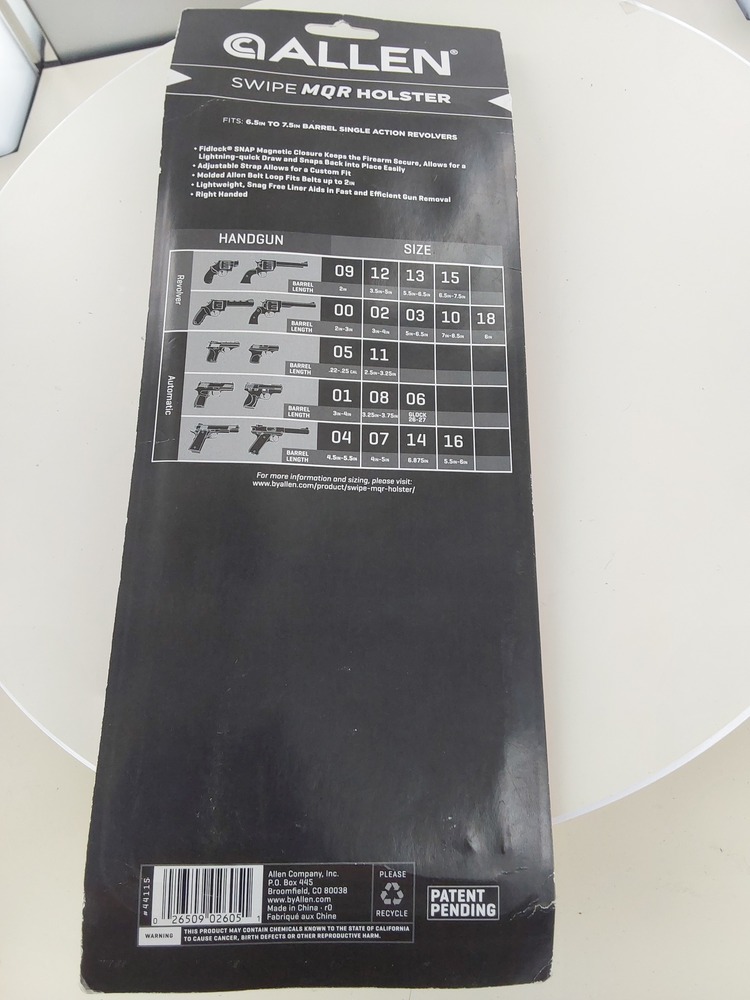 ALLEN®
SWIPE MQR HOLSTER
FITS: 6.5IN TO 7.5IN BARREL SINGLE ACTION REVOLVERS
• Fidlock® SNAP Magnetic Closure Keeps the Firearm Secure, Allows for a
Lightning-quick Draw and Snaps Back into Place Easily
• Adjustable Strap Allows for a Custom Fit
• Molded Allen Belt Loop Fits Belts up to 2IN
• Lightweight, Snag Free Liner Aids in Fast and Efficient Gun Removal
• Right Handed
HANDGUN SIZE
Revolver
09 12 13 15
BARREL LENGTH 2IN 3.5IN-5IN 5.5IN-6.5IN 6.5IN-7.5IN
00 02 03 10 18
BARREL LENGTH 2IN-3IN 3IN-4IN 5IN-6.5IN 7IN-8.5IN 6IN
Automatic
05 11
BARREL LENGTH .22-.25 CAL 2.5IN-3.25IN
01 08 06
BARREL LENGTH 3IN-4IN 3.25IN-3.75IN GLOCK 26-27
04 07 14 16
BARREL LENGTH 4.5IN-5.5IN 4IN-5IN 6.875IN 5.5IN-6IN
For more information and sizing, please visit:
www.byallen.com/product/swipe-mqr-holster/
#44115
0 26509 02605 1
Allen Company, Inc.
P.O. Box 445
Broomfield, CO 80038
www.byAllen.com
Made in China · r0
Fabriqué aux Chine
PLEASE
RECYCLE
PATENT
PENDING
WARNING
THIS PRODUCT MAY CONTAIN CHEMICALS KNOWN TO THE STATE OF CALIFORNIA
TO CAUSE CANCER, BIRTH DEFECTS OR OTHER REPRODUCTIVE HARM.